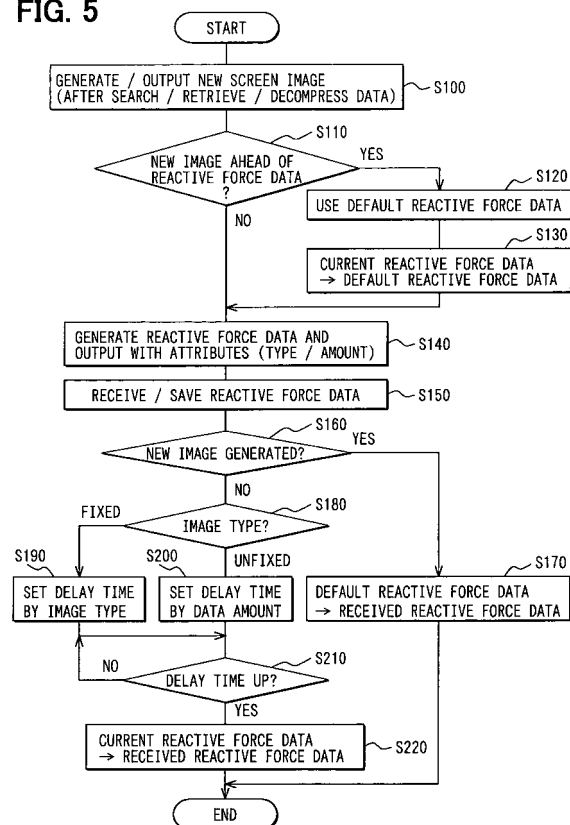 FIG. 5
START
GENERATE / OUTPUT NEW SCREEN IMAGE
(AFTER SEARCH / RETRIEVE / DECOMPRESS DATA)
S100
S110
NEW IMAGE AHEAD OF
REACTIVE FORCE DATA
?
YES
NO
S120
USE DEFAULT REACTIVE FORCE DATA
S130
CURRENT REACTIVE FORCE DATA
→ DEFAULT REACTIVE FORCE DATA
GENERATE REACTIVE FORCE DATA AND
OUTPUT WITH ATTRIBUTES (TYPE / AMOUNT)
S140
RECEIVE / SAVE REACTIVE FORCE DATA
S150
S160
NEW IMAGE GENERATED?
YES
NO
S180
IMAGE TYPE?
FIXED
UNFIXED
S190
SET DELAY TIME
BY IMAGE TYPE
S200
SET DELAY TIME
BY DATA AMOUNT
S170
DEFAULT REACTIVE FORCE DATA
→ RECEIVED REACTIVE FORCE DATA
S210
DELAY TIME UP?
NO
YES
CURRENT REACTIVE FORCE DATA
→ RECEIVED REACTIVE FORCE DATA
S220
END